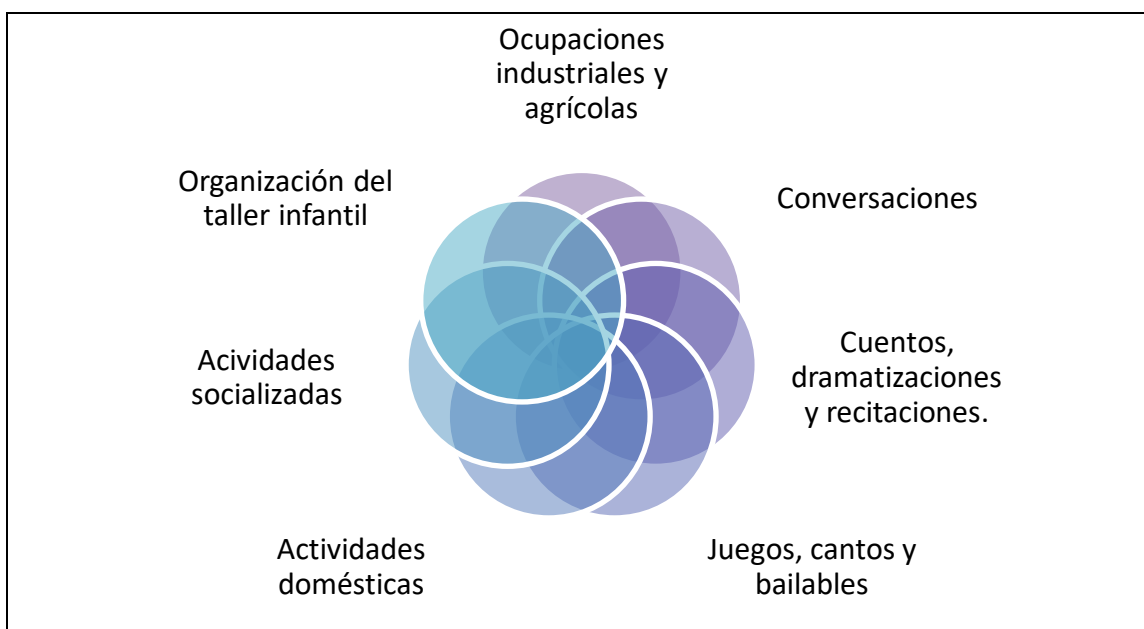 Ocupaciones
industriales y
agrícolas
Conversaciones
Cuentos,
dramatizaciones
y recitaciones.
Juegos, cantos y
bailables
Actividades
domésticas
Acividades
socializadas
Organización del
taller infantil